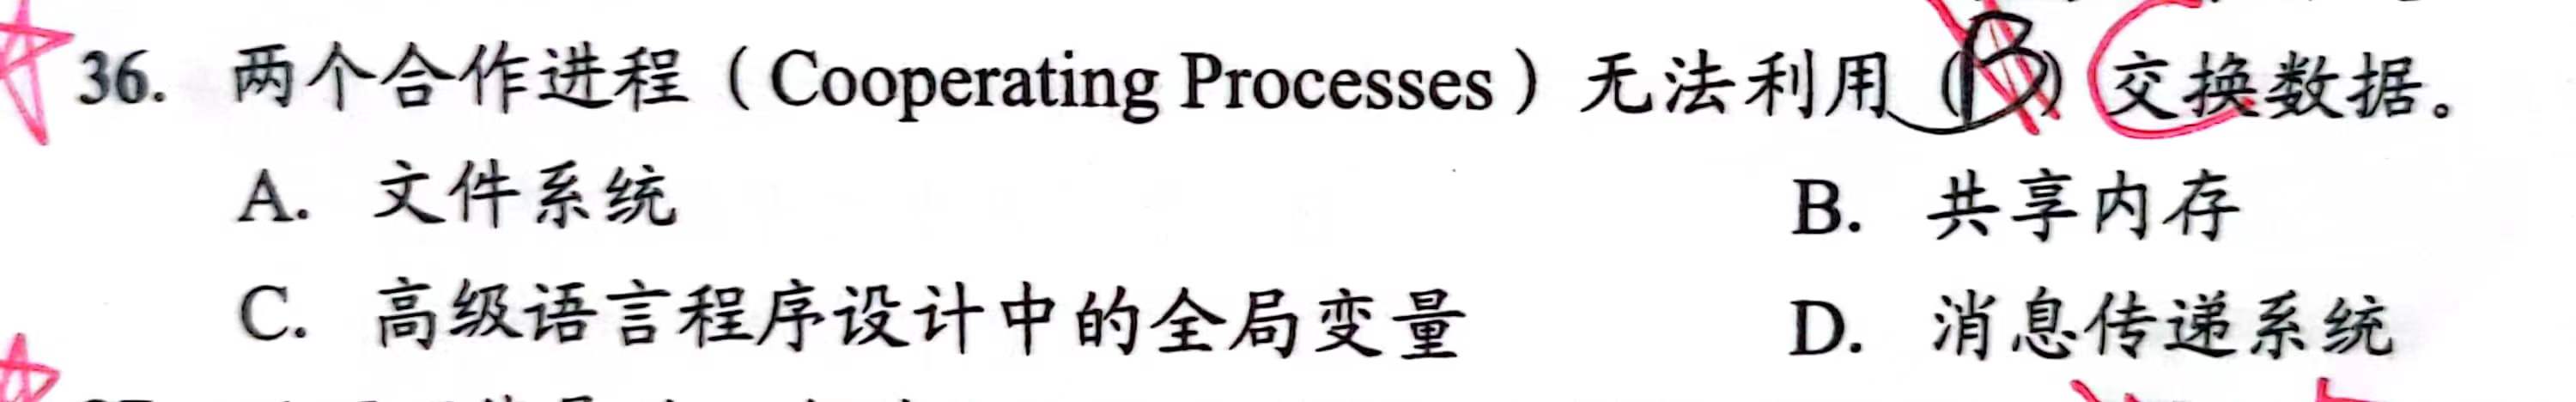 36. 两个合作进程（Cooperating Processes）无法利用（B）交换数据。
A. 文件系统 B. 共享内存
C. 高级语言程序设计中的全局变量 D. 消息传递系统